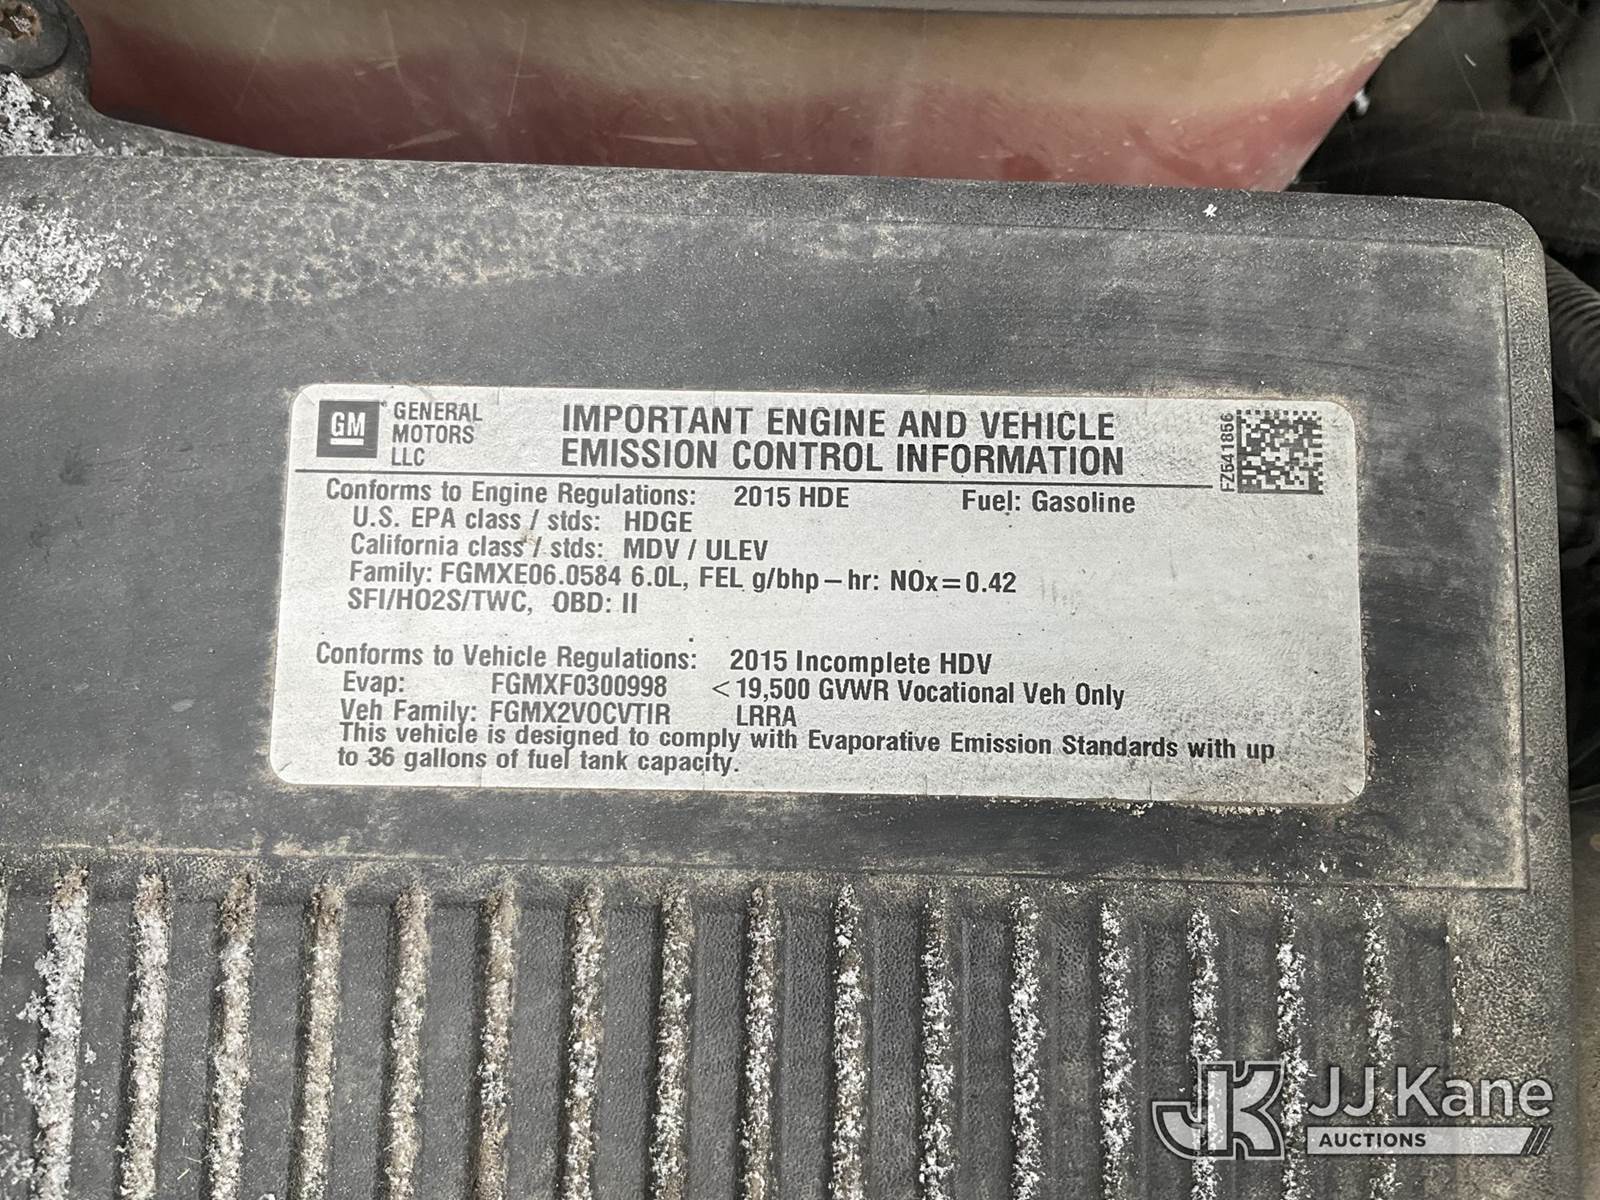 GM GENERAL MOTORS LLC
IMPORTANT ENGINE AND VEHICLE
EMISSION CONTROL INFORMATION
FZ541856
Conforms to Engine Regulations: 2015 HDE Fuel: Gasoline
U.S. EPA class / stds: HDGE
California class / stds: MDV / ULEV
Family: FGMXE06.0584 6.0L, FEL g/bhp-hr: NOx=0.42
SFI/HO2S/TWC, OBD: II
Conforms to Vehicle Regulations: 2015 Incomplete HDV
Evap: FGMXF0300998 <19,500 GVWR Vocational Veh Only
Veh Family: FGMX2VOCVTIR LRRA
This vehicle is designed to comply with Evaporative Emission Standards with up
to 36 gallons of fuel tank capacity.
JK JJ Kane
AUCTIONS